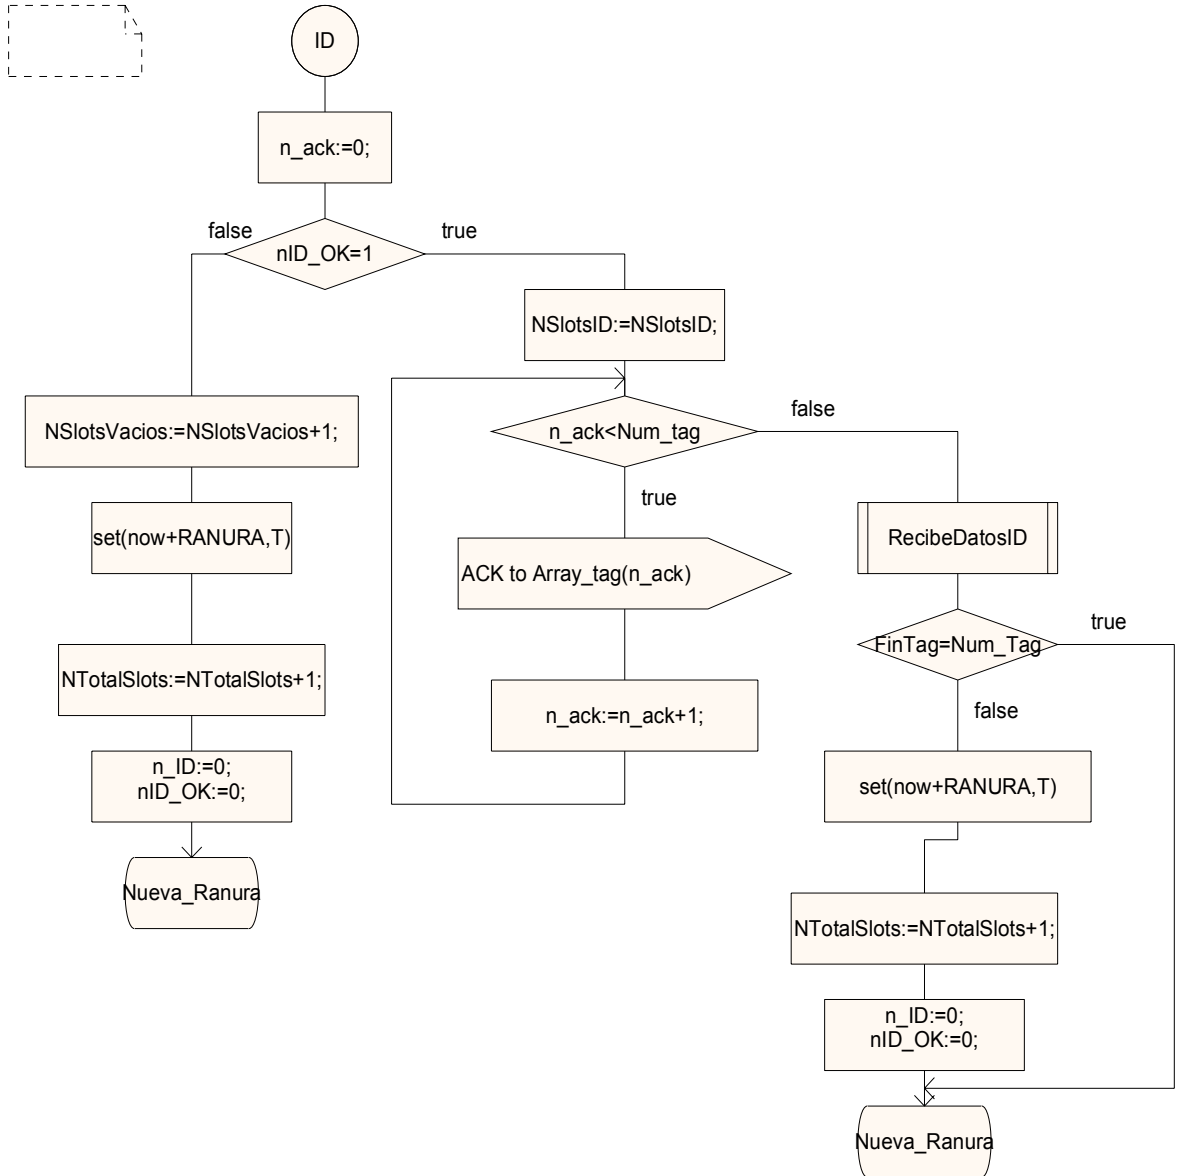 ID
n_ack:=0;
false
true
nID_OK=1
NSlotsID:=NSlotsID;
false
NSlotsVacios:=NSlotsVacios+1;
n_ack<Num_tag
true
set(now+RANURA,T)
RecibeDatosID
ACK to Array_tag(n_ack)
true
FinTag=Num_Tag
NTotalSlots:=NTotalSlots+1;
n_ack:=n_ack+1;
false
n_ID:=0;
nID_OK:=0;
set(now+RANURA,T)
Nueva_Ranura
NTotalSlots:=NTotalSlots+1;
n_ID:=0;
nID_OK:=0;
Nueva_Ranura